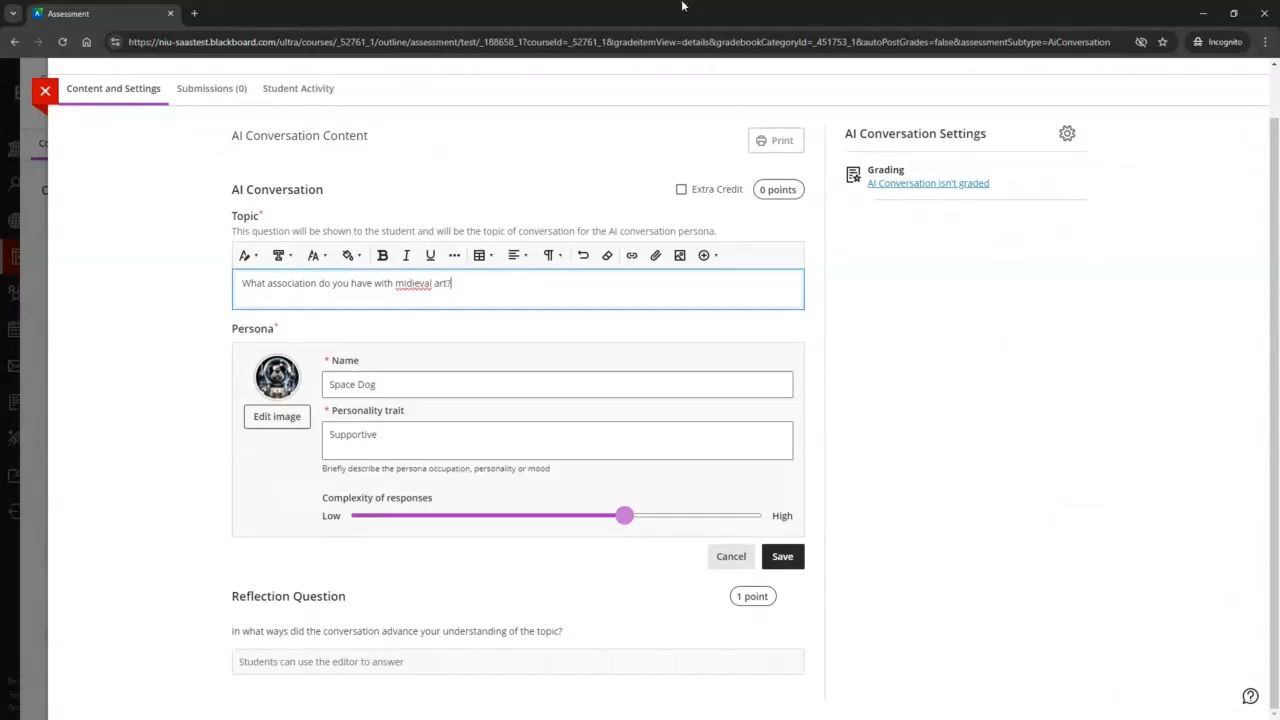 Assessment
https://niu-saastest.blackboard.com/ultra/courses/_52761_1/outline/assessment/test/_188658_1?courseId=_52761_1&gradeitemView=details&gradebookCategoryId=_451753_1&autoPostGrades=false&assessmentSubtype=AiConversation
Incognito
Content and Settings
Submissions (0)
Student Activity
AI Conversation Content
Print
AI Conversation Settings
Grading
AI Conversation isn't graded
AI Conversation
Extra Credit
0 points
Topic*
This question will be shown to the student and will be the topic of conversation for the AI conversation persona.
What association do you have with midieval art?
Persona*
* Name
Space Dog
Edit image
* Personality trait
Supportive
Briefly describe the persona occupation, personality or mood
Complexity of responses
Low
High
Cancel
Save
Reflection Question
1 point
In what ways did the conversation advance your understanding of the topic?
Students can use the editor to answer